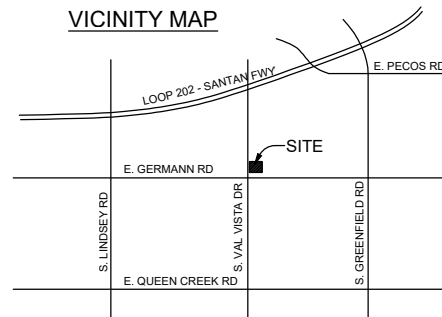 VICINITY MAP
LOOP 202 - SANTAN FWY
E. PECOS RD
SITE
E. GERMANN RD
S. LINDSEY RD
S. VAL VISTA DR
S. GREENFIELD RD
E. QUEEN CREEK RD